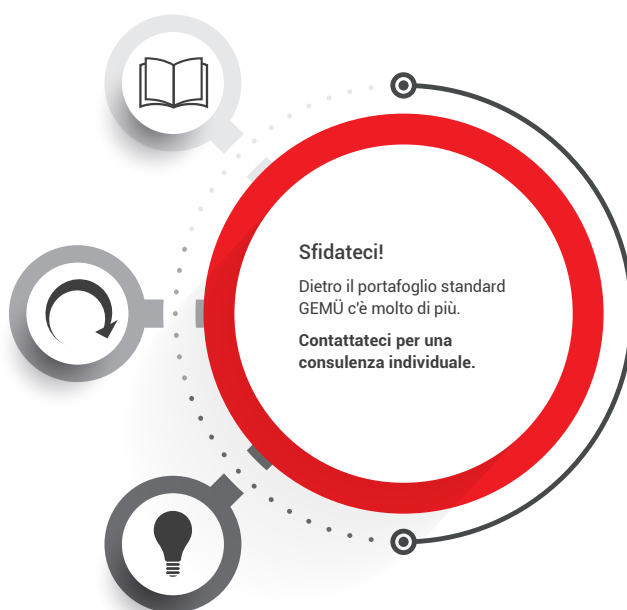 Sfidateci!
Dietro il portafoglio standard
GEMÜ c'è molto di più.
Contattateci per una
consulenza individuale.